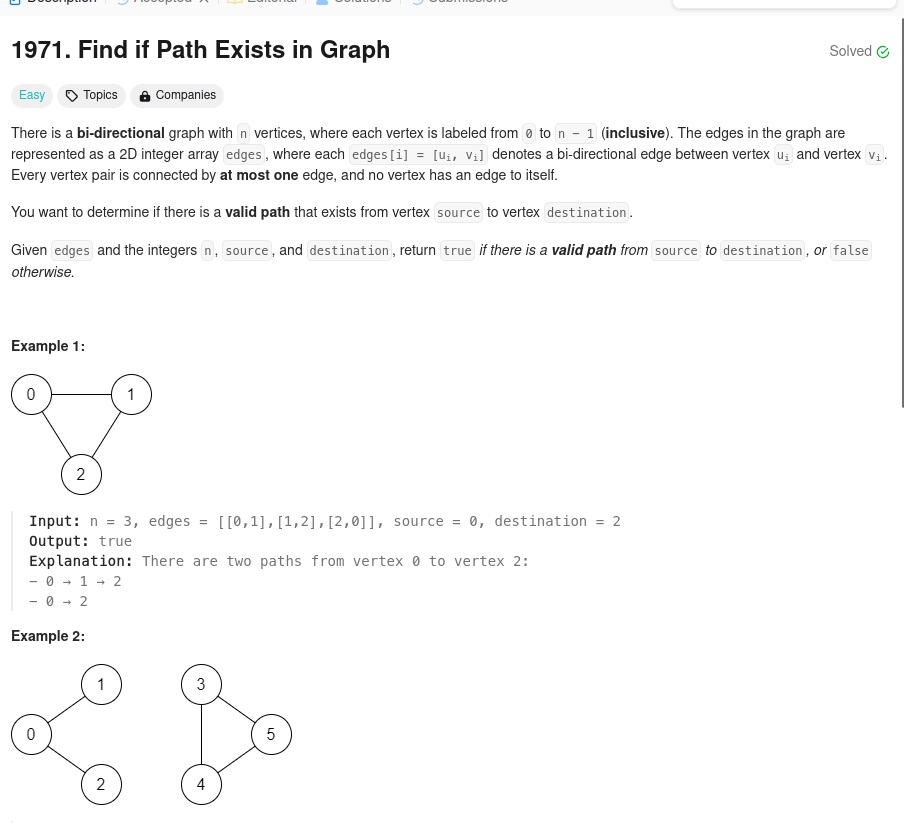 Description Accepted Editorial Solutions Submissions
1971. Find if Path Exists in Graph
Solved
Easy Topics Companies
There is a bi-directional graph with n vertices, where each vertex is labeled from 0 to n - 1 (inclusive). The edges in the graph are
represented as a 2D integer array edges, where each edges[i] = [uᵢ, vᵢ] denotes a bi-directional edge between vertex uᵢ and vertex vᵢ.
Every vertex pair is connected by at most one edge, and no vertex has an edge to itself.
You want to determine if there is a valid path that exists from vertex source to vertex destination.
Given edges and the integers n, source, and destination, return true if there is a valid path from source to destination, or false
otherwise.
Example 1:
0 1
2
Input: n = 3, edges = [[0,1],[1,2],[2,0]], source = 0, destination = 2
Output: true
Explanation: There are two paths from vertex 0 to vertex 2:
- 0 → 1 → 2
- 0 → 2
Example 2:
1 3
0 5
2 4